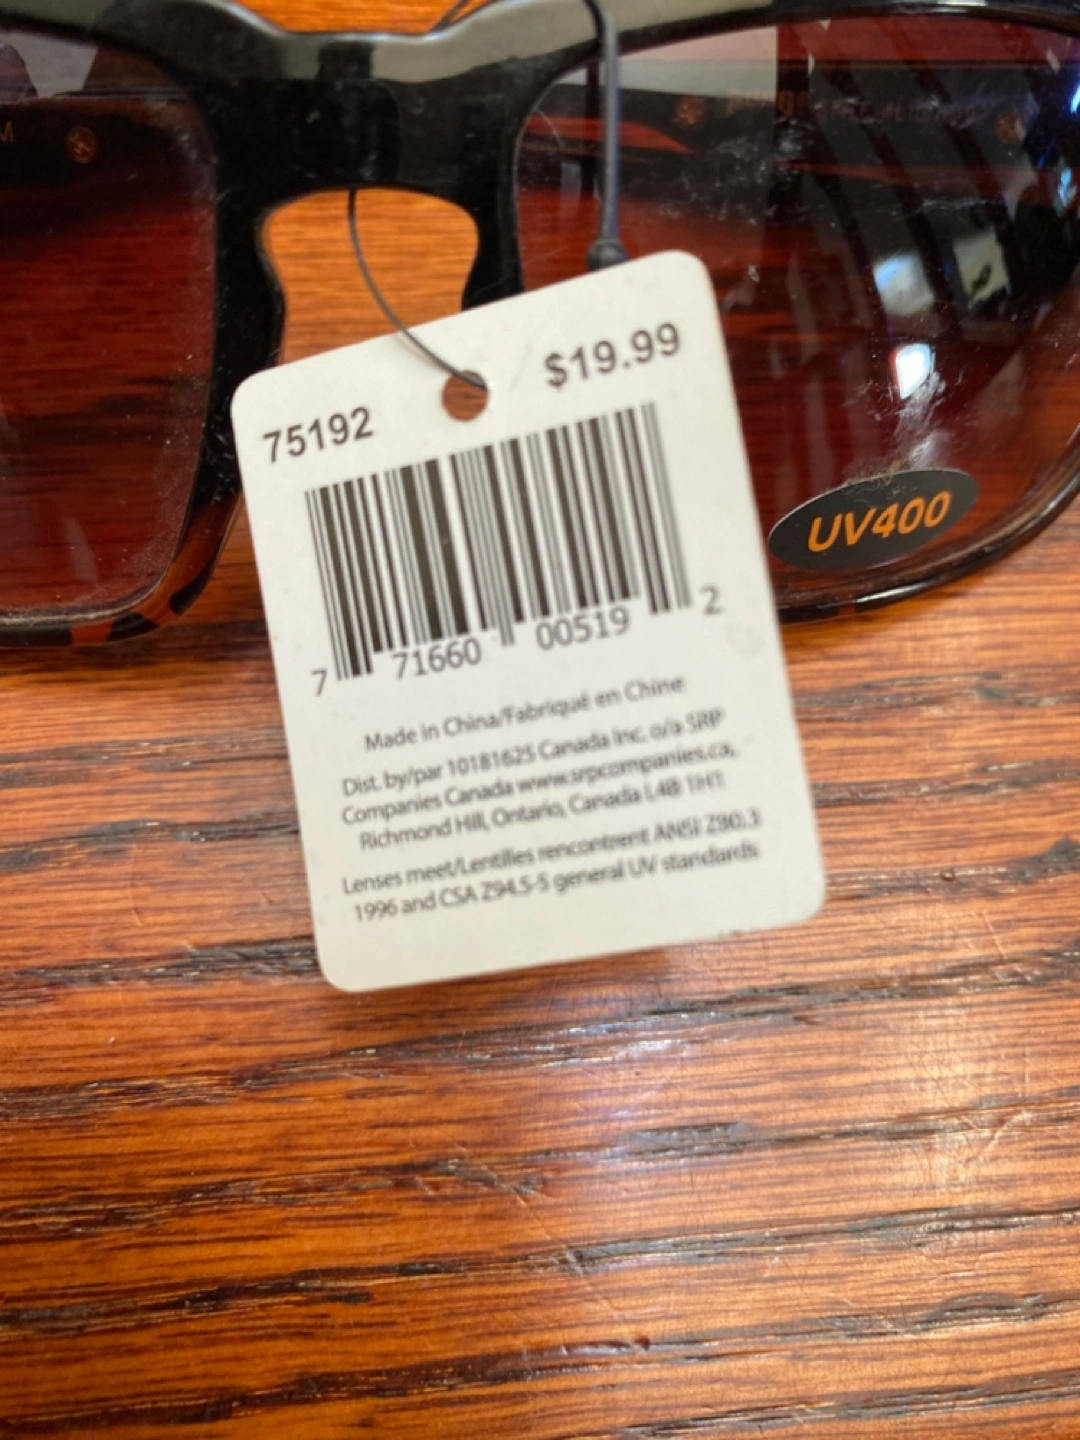 $19.99
75192
7 71660 00519 2
Made in China/Fabriqué en Chine
Dist. by/par 10181625 Canada Inc. o/a SRP
Companies Canada www.srpcompanies.ca,
Richmond Hill, Ontario, Canada L4B 1H1
Lenses meet/Lentilles rencontrent ANSI Z80.3
1996 and CSA Z94.5-5 general UV standards
UV400